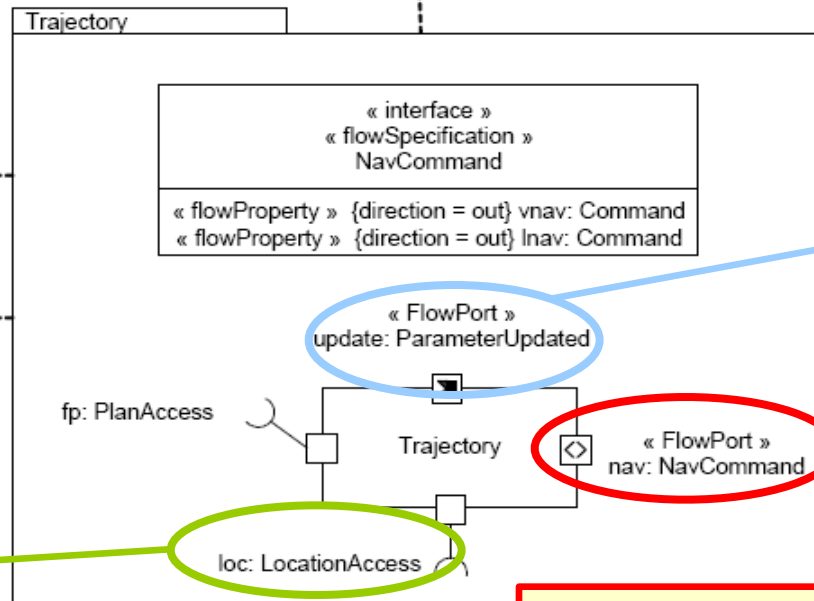 Trajectory
« interface »
« flowSpecification »
NavCommand
« flowProperty »  {direction = out} vnav: Command
« flowProperty »  {direction = out} lnav: Command
« FlowPort »
update: ParameterUpdated
fp: PlanAccess
Trajectory
« FlowPort »
nav: NavCommand
loc: LocationAccess